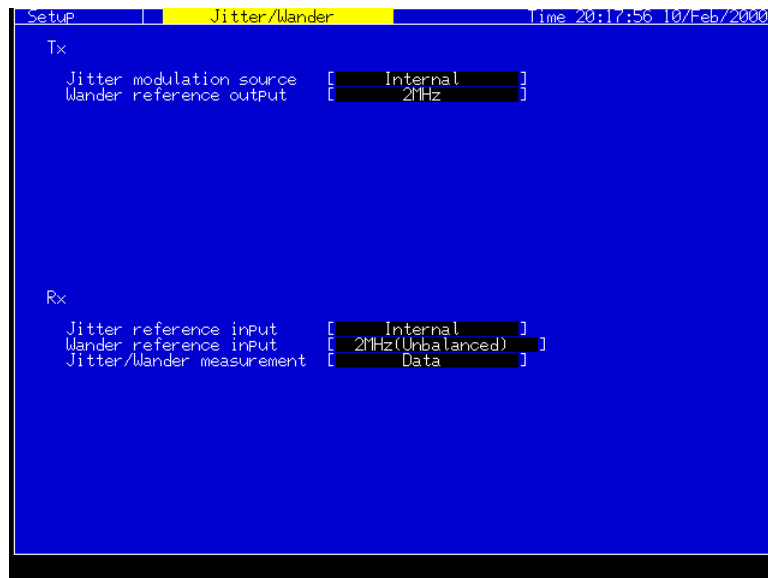 Setup | Jitter/Wander Time 20:17:56 10/Feb/2000
Tx
Jitter modulation source [ Internal ]
Wander reference output [ 2MHz ]
Rx
Jitter reference input [ Internal ]
Wander reference input [ 2MHz(Unbalanced) ]
Jitter/Wander measurement [ Data ]